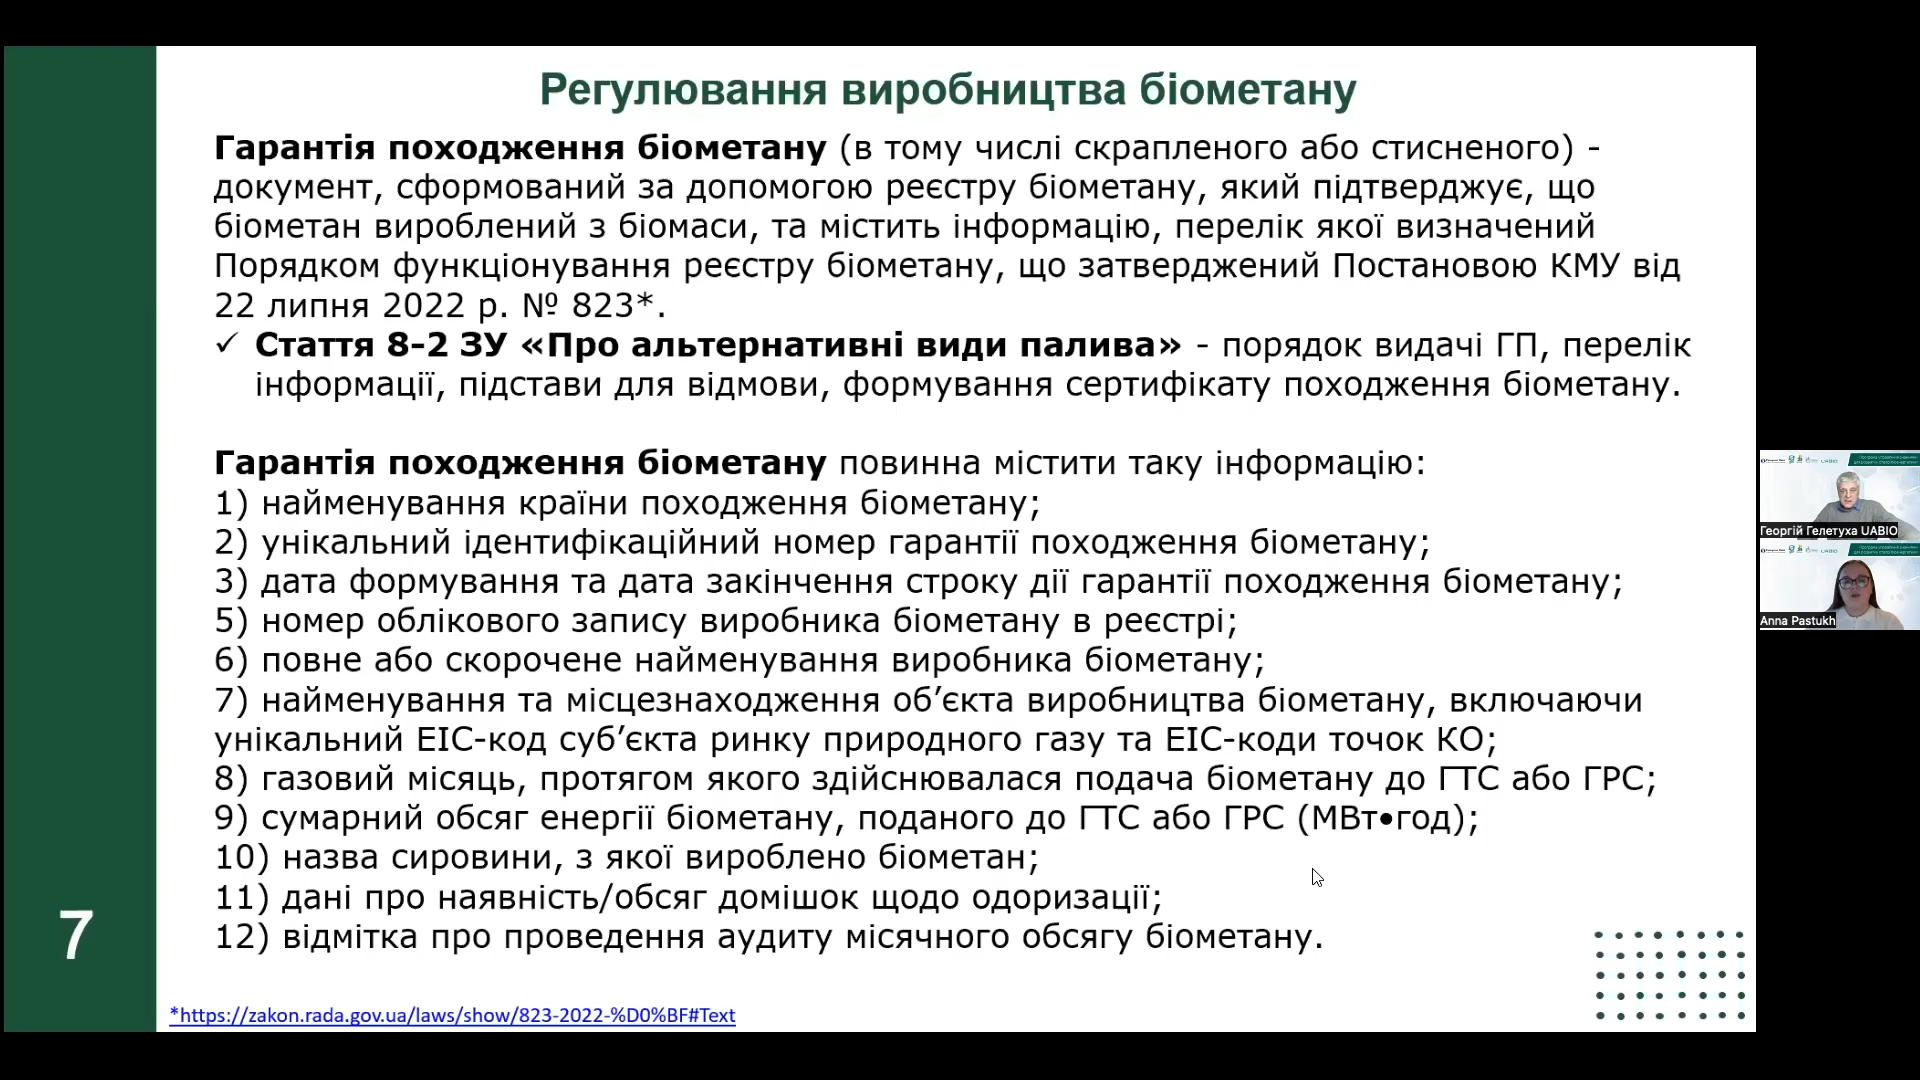 Регулювання виробництва біометану
Гарантія походження біометану (в тому числі скрапленого або стисненого) -
документ, сформований за допомогою реєстру біометану, який підтверджує, що
біометан вироблений з біомаси, та містить інформацію, перелік якої визначений
Порядком функціонування реєстру біометану, що затверджений Постановою КМУ від
22 липня 2022 р. № 823*.
✓ Стаття 8-2 ЗУ «Про альтернативні види палива» - порядок видачі ГП, перелік
інформації, підстави для відмови, формування сертифікату походження біометану.
Гарантія походження біометану повинна містити таку інформацію:
1) найменування країни походження біометану;
2) унікальний ідентифікаційний номер гарантії походження біометану;
3) дата формування та дата закінчення строку дії гарантії походження біометану;
5) номер облікового запису виробника біометану в реєстрі;
6) повне або скорочене найменування виробника біометану;
7) найменування та місцезнаходження об’єкта виробництва біометану, включаючи
унікальний ЕІС-код суб’єкта ринку природного газу та ЕІС-коди точок КО;
8) газовий місяць, протягом якого здійснювалася подача біометану до ГТС або ГРС;
9) сумарний обсяг енергії біометану, поданого до ГТС або ГРС (МВт•год);
10) назва сировини, з якої вироблено біометан;
11) дані про наявність/обсяг домішок щодо одоризації;
12) відмітка про проведення аудиту місячного обсягу біометану.
7
*https://zakon.rada.gov.ua/laws/show/823-2022-%D0%BF#Text
Георгій Гелетуха UABIO
Anna Pastukh